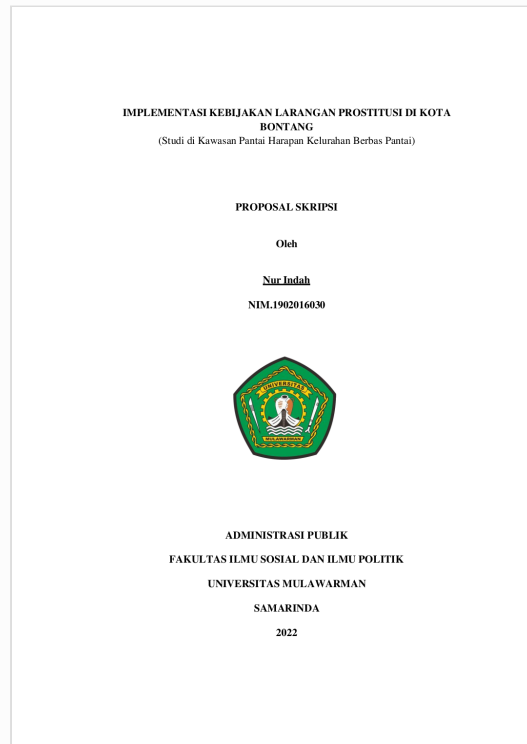 IMPLEMENTASI KEBIJAKAN LARANGAN PROSTITUSI DI KOTA
BONTANG
(Studi di Kawasan Pantai Harapan Kelurahan Berbas Pantai)
PROPOSAL SKRIPSI
Oleh
Nur Indah
NIM.1902016030
UNIVERSITAS
MULAWARMAN
ADMINISTRASI PUBLIK
FAKULTAS ILMU SOSIAL DAN ILMU POLITIK
UNIVERSITAS MULAWARMAN
SAMARINDA
2022